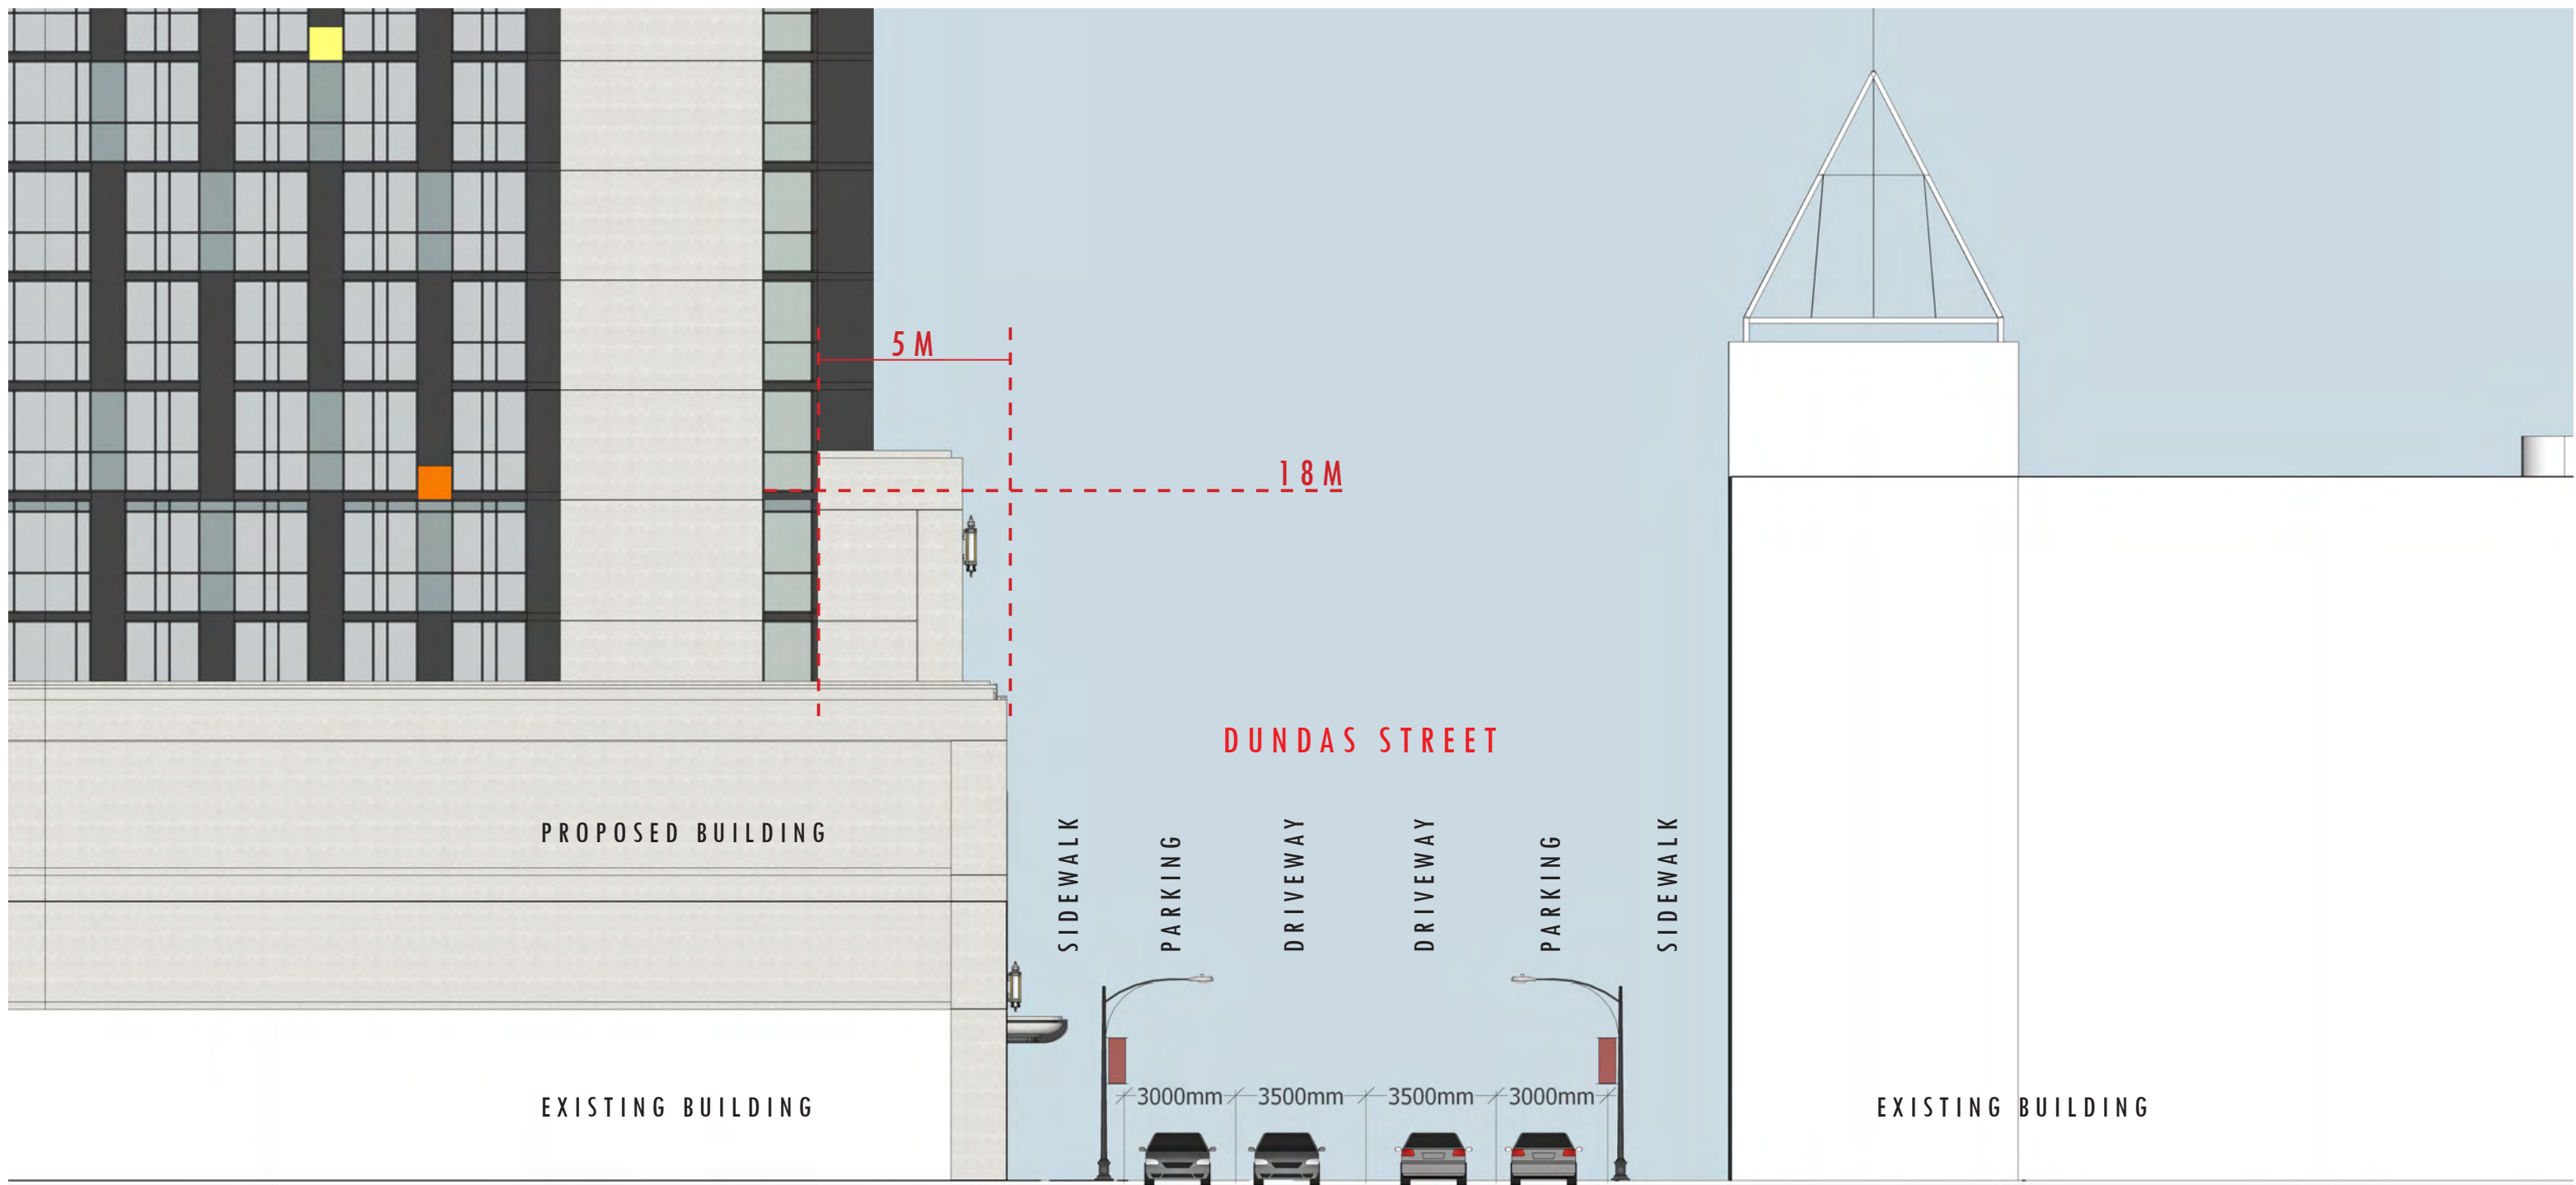 5 M
18M
DUNDAS STREET
PROPOSED BUILDING
SIDEWALK
PARKING
DRIVEWAY
DRIVEWAY
PARKING
SIDEWALK
3000mm
3500mm
3500mm
3000mm
EXISTING BUILDING
EXISTING BUILDING